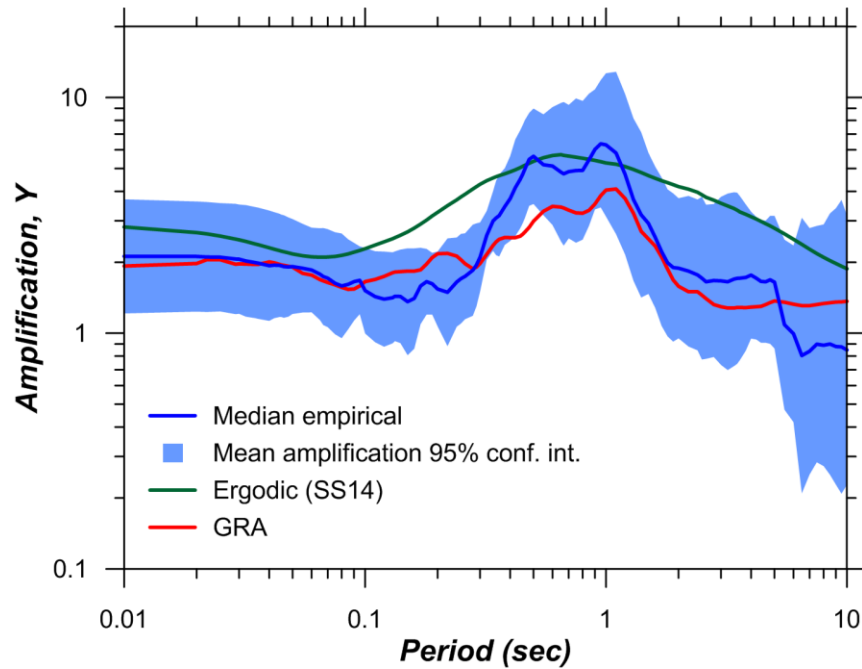 10
1
0.1
Amplification, Y
Median empirical
Mean amplification 95% conf. int.
Ergodic (SS14)
GRA
0.01 0.1 1 10
Period (sec)